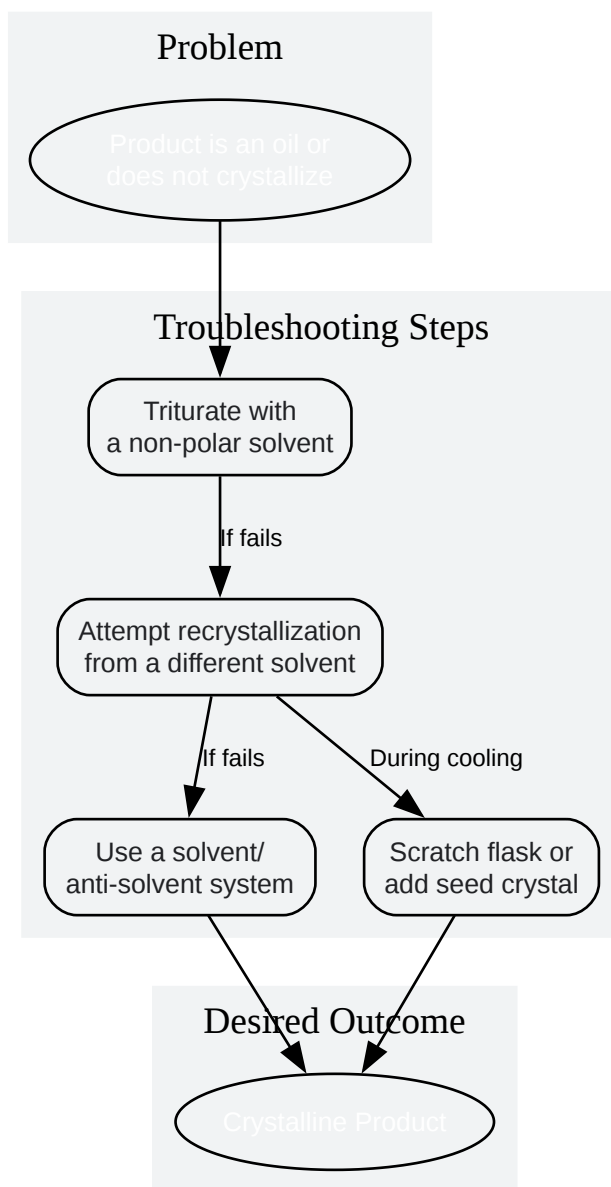 Problem
Product is an oil or
does not crystallize
Troubleshooting Steps
Triturate with
a non-polar solvent
If fails
Attempt recrystallization
from a different solvent
If fails
During cooling
Use a solvent/
anti-solvent system
Scratch flask or
add seed crystal
Desired Outcome
Crystalline Product